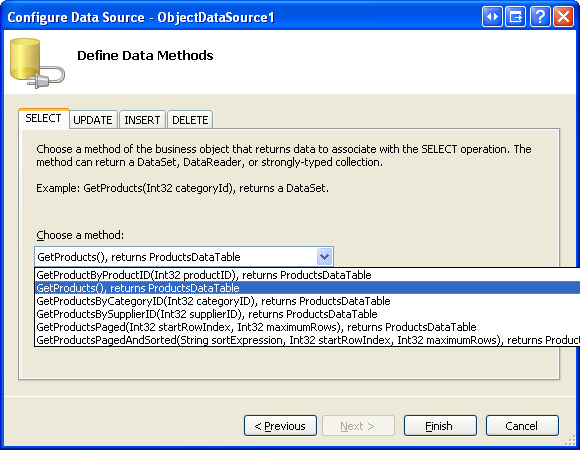 Configure Data Source - ObjectDataSource1
Define Data Methods
SELECT UPDATE INSERT DELETE
Choose a method of the business object that returns data to associate with the SELECT operation. The
method can return a DataSet, DataReader, or strongly-typed collection.
Example: GetProducts(Int32 categoryId), returns a DataSet.
Choose a method:
GetProducts(), returns ProductsDataTable
GetProductByProductID(Int32 productID), returns ProductsDataTable
GetProducts(), returns ProductsDataTable
GetProductsByCategoryID(Int32 categoryID), returns ProductsDataTable
GetProductsBySupplierID(Int32 supplierID), returns ProductsDataTable
GetProductsPaged(Int32 startRowIndex, Int32 maximumRows), returns ProductsDataTable
GetProductsPagedAndSorted(String sortExpression, Int32 startRowIndex, Int32 maximumRows), returns Produc
< Previous Next > Finish Cancel